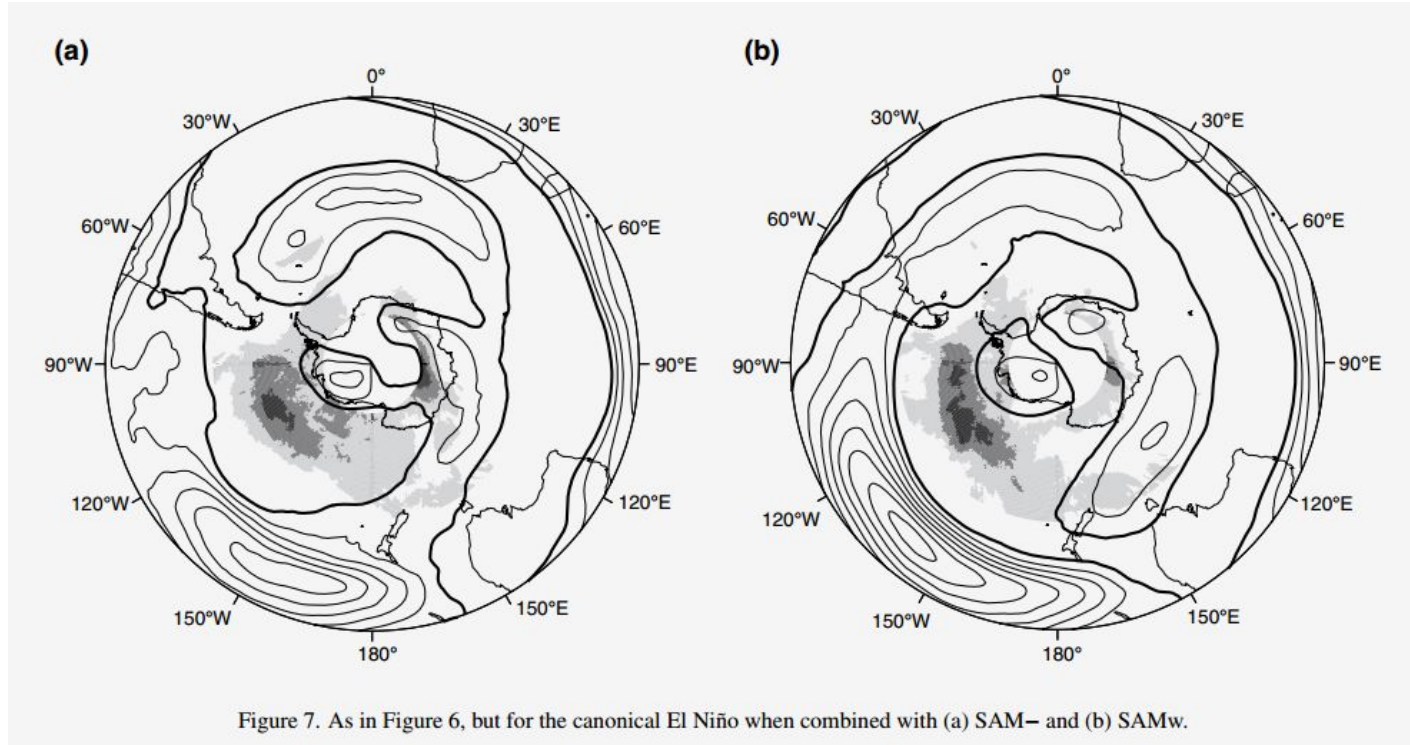 (a)
(b)
0°
0°
30°W
30°E
30°W
30°E
60°W
60°E
60°W
60°E
90°W
90°E
90°W
90°E
120°W
120°E
120°W
120°E
150°W
150°E
150°W
150°E
180°
180°
Figure 7. As in Figure 6, but for the canonical El Niño when combined with (a) SAM− and (b) SAMw.